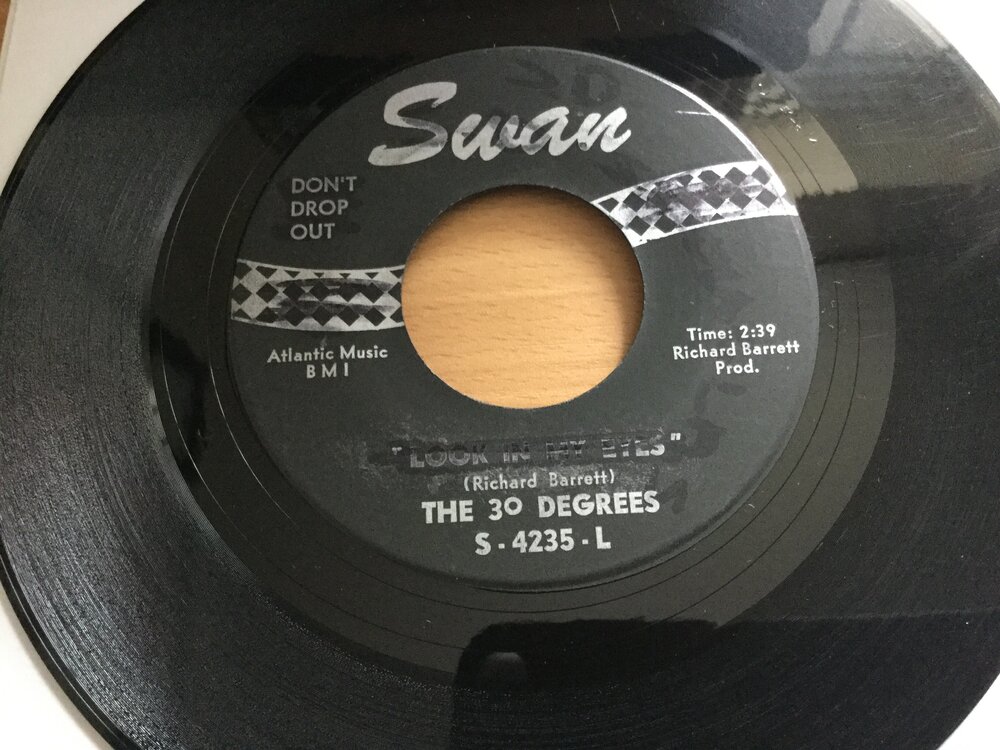 Swan
DON'T
DROP
OUT
Atlantic Music
BMI
Time: 2:39
Richard Barrett
Prod.
"LOOK IN MY EYES"
(Richard Barrett)
THE 30 DEGREES
S-4235-L